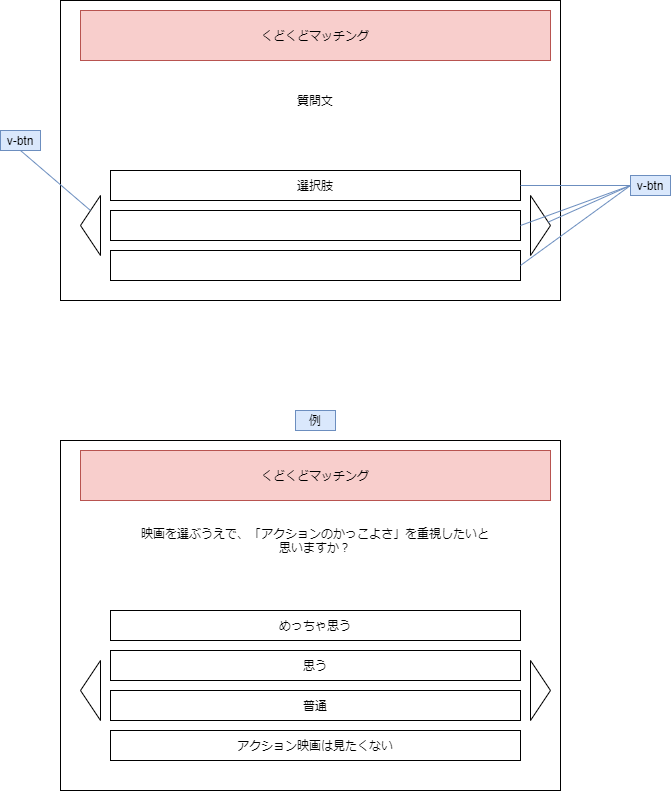 くどくどマッチング
質問文
v-btn
選択肢
v-btn
例
くどくどマッチング
映画を選ぶうえで、「アクションのかっこよさ」を重視したいと
思いますか？
めっちゃ思う
思う
普通
アクション映画は見たくない